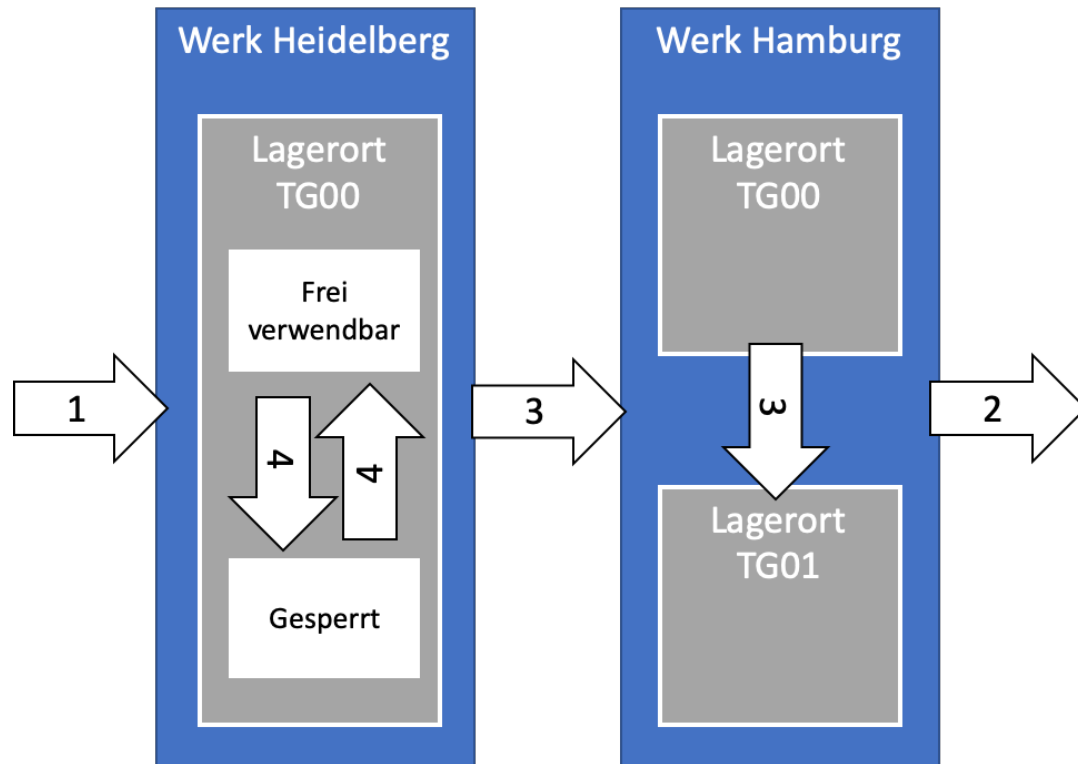 Werk Heidelberg
Lagerort
TG00
Frei
verwendbar
4
4
Gesperrt
1
3
Werk Hamburg
Lagerort
TG00
3
Lagerort
TG01
2